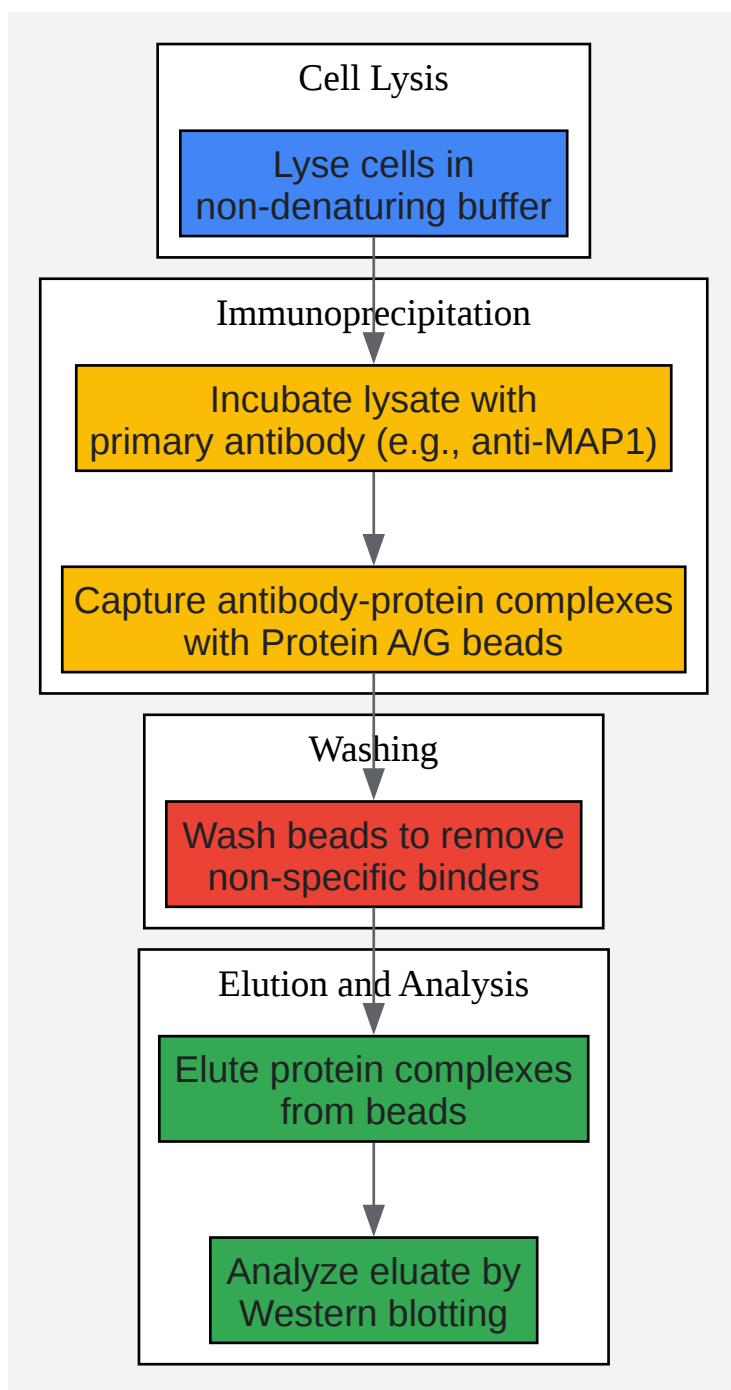 Cell Lysis
Lyse cells in
non-denaturing buffer
Immunoprecipitation
Incubate lysate with
primary antibody (e.g., anti-MAP1)
Capture antibody-protein complexes
with Protein A/G beads
Washing
Wash beads to remove
non-specific binders
Elution and Analysis
Elute protein complexes
from beads
Analyze eluate by
Western blotting